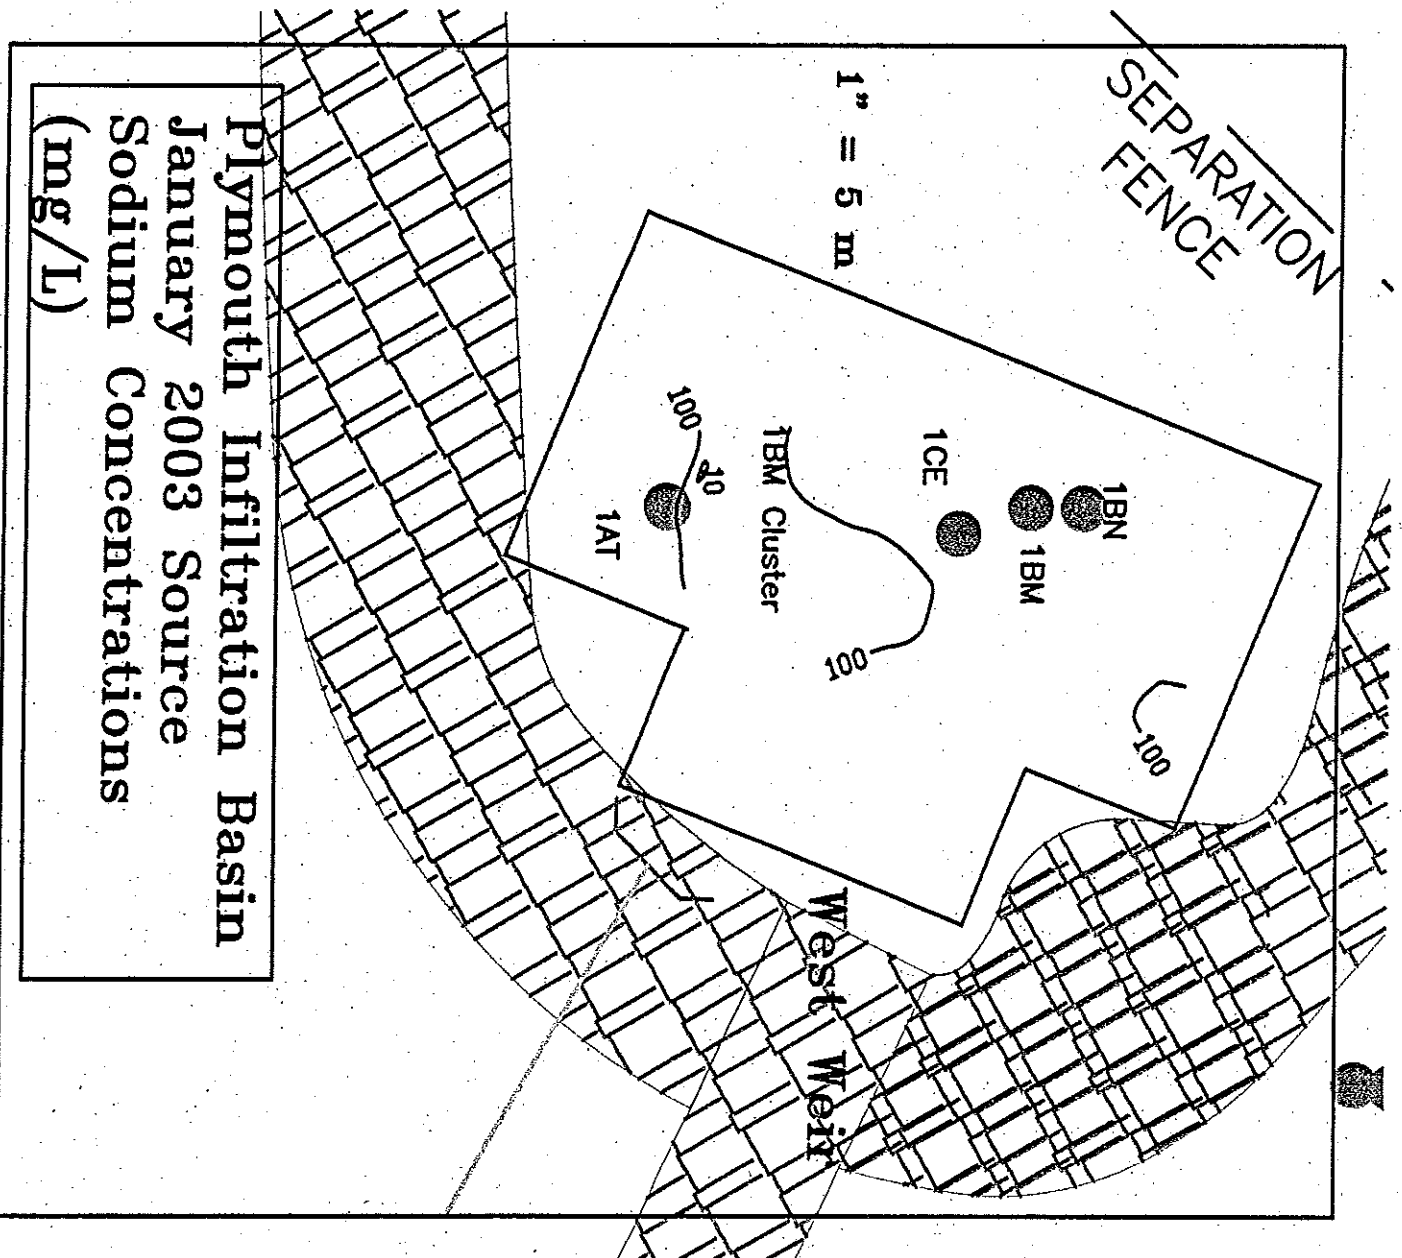 SEPARATION
FENCE
1" = 5 m
1BN
1BM
1CE
100
100
1BM Cluster
10
100
1AT
West Weir
Plymouth Infiltration Basin
January 2003 Source
Sodium Concentrations
(mg/L)